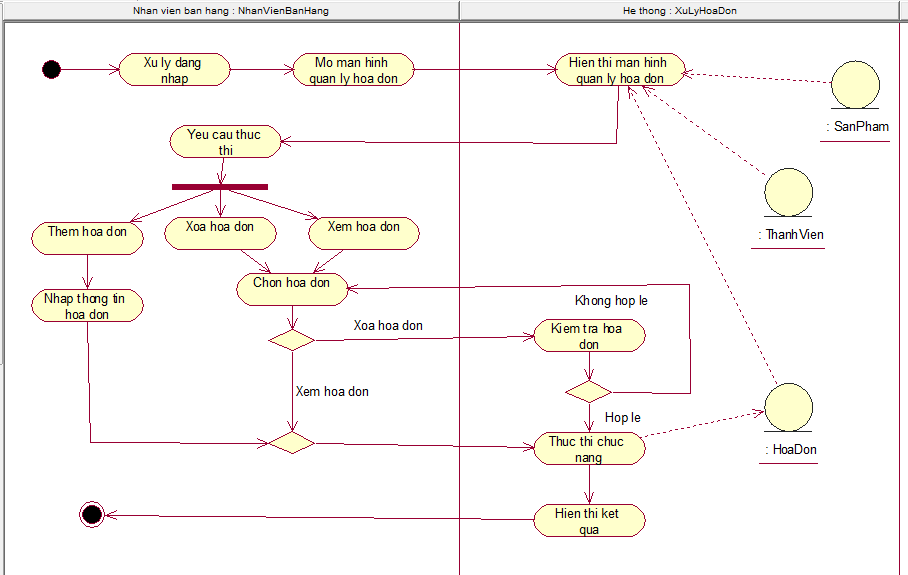 Nhan vien ban hang : NhanVienBanHang
He thong : XuLyHoaDon
Xu ly dang
nhap
Mo man hinh
quan ly hoa don
Hien thi man hinh
quan ly hoa don
: SanPham
Yeu cau thuc
thi
: ThanhVien
Them hoa don
Xoa hoa don
Xem hoa don
Chon hoa don
Nhap thong tin
hoa don
Khong hop le
Xoa hoa don
Kiem tra hoa
don
Xem hoa don
Hop le
Thuc thi chuc
nang
: HoaDon
Hien thi ket
qua